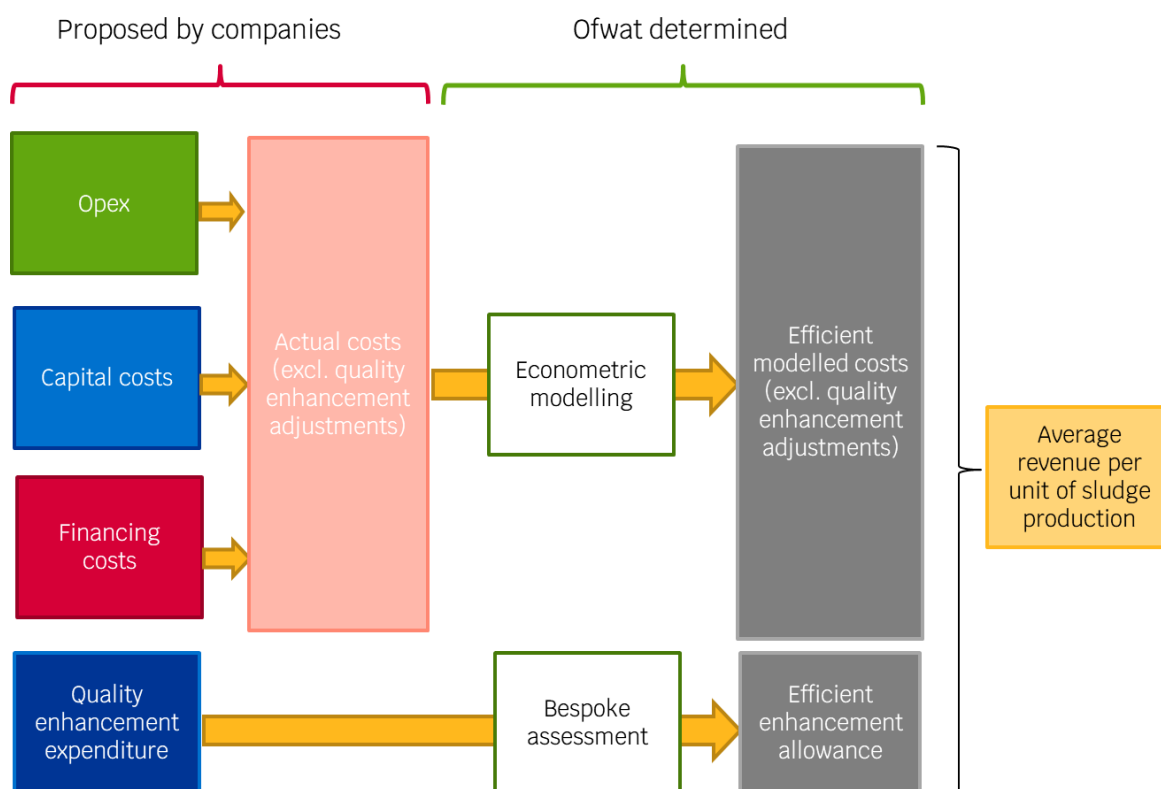 Proposed by companies
Ofwat determined
Opex
Capital costs
Financing
costs
Actual costs
(excl. quality
enhancement
adjustments)
Econometric
modelling
Efficient
modelled costs
(excl. quality
enhancement
adjustments)
Average
revenue per
unit of sludge
production
Quality
enhancement
expenditure
Bespoke
assessment
Efficient
enhancement
allowance